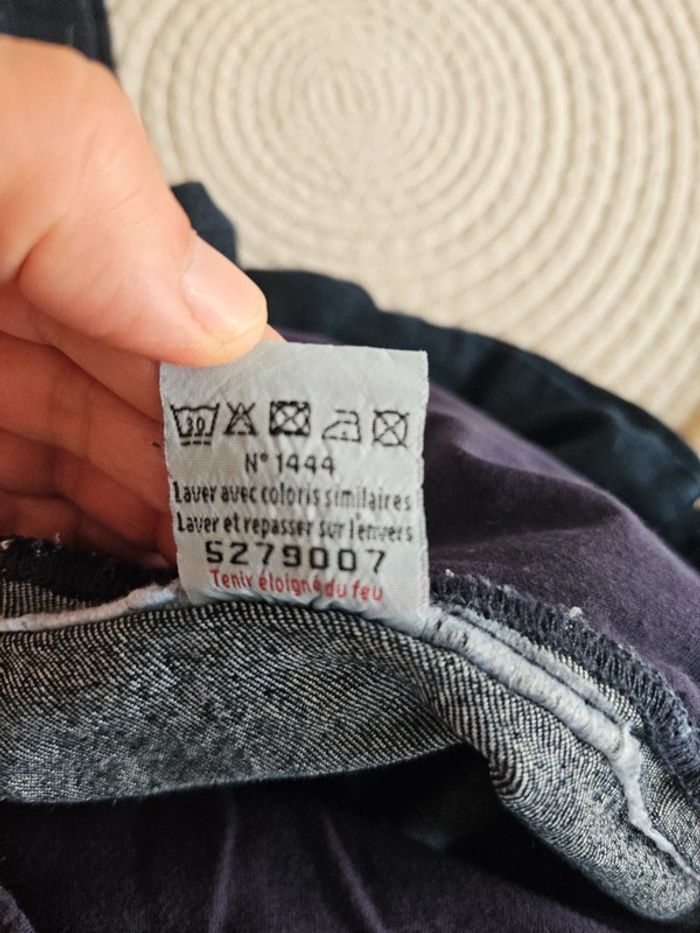 30
N° 1444
Laver avec coloris similaires
Laver et repasser sur l'envers
5279007
Tenir éloigné du feu